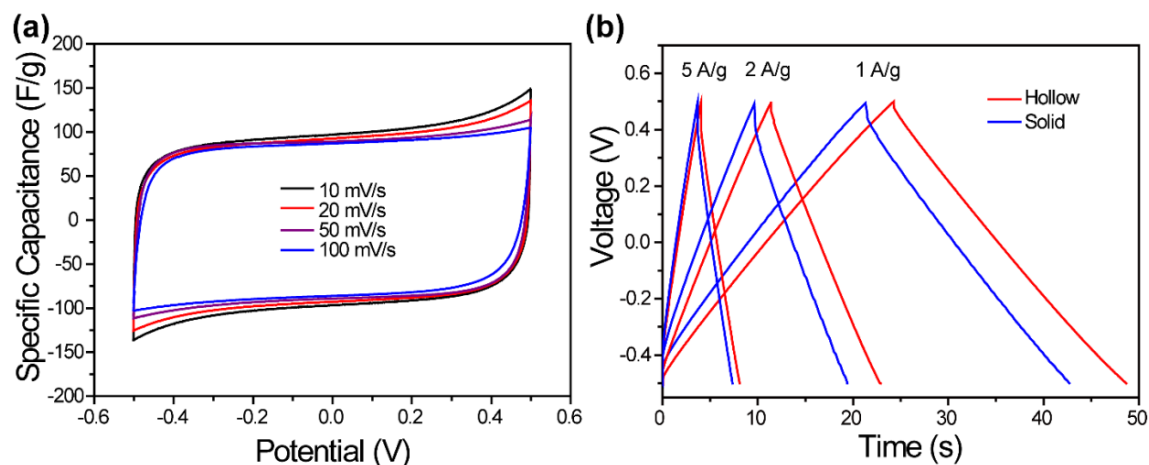 (a)
200
150
100
50
0
-50
-100
-150
-200
Specific Capacitance (F/g)
10 mV/s
20 mV/s
50 mV/s
100 mV/s
-0.6
-0.4
-0.2
0.0
0.2
0.4
0.6
Potential (V)
(b)
5 A/g
2 A/g
1 A/g
Hollow
Solid
0.6
0.4
0.2
0.0
-0.2
-0.4
Voltage (V)
0
10
20
30
40
50
Time (s)